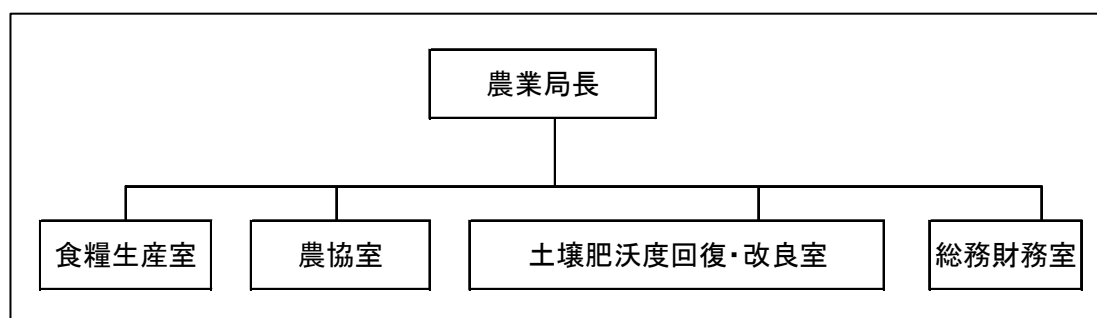 農業局長
食糧生産室
農協室
土壌肥沃度回復・改良室
総務財務室